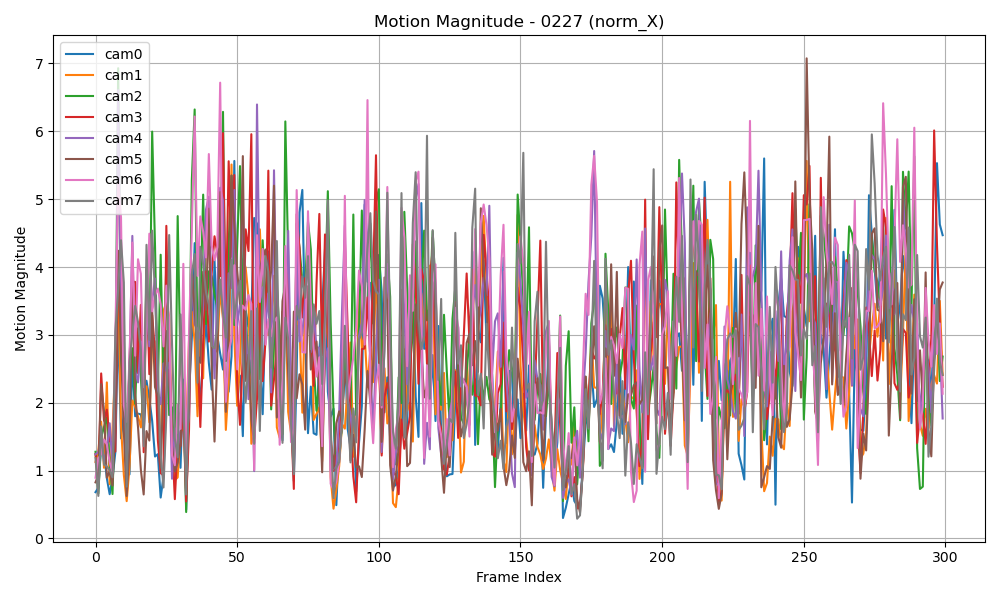 Motion Magnitude - 0227 (norm_X)
cam0
cam1
cam2
cam3
cam4
cam5
cam6
cam7
Motion Magnitude
7
6
5
4
3
2
1
0
0 50 100 150 200 250 300
Frame Index